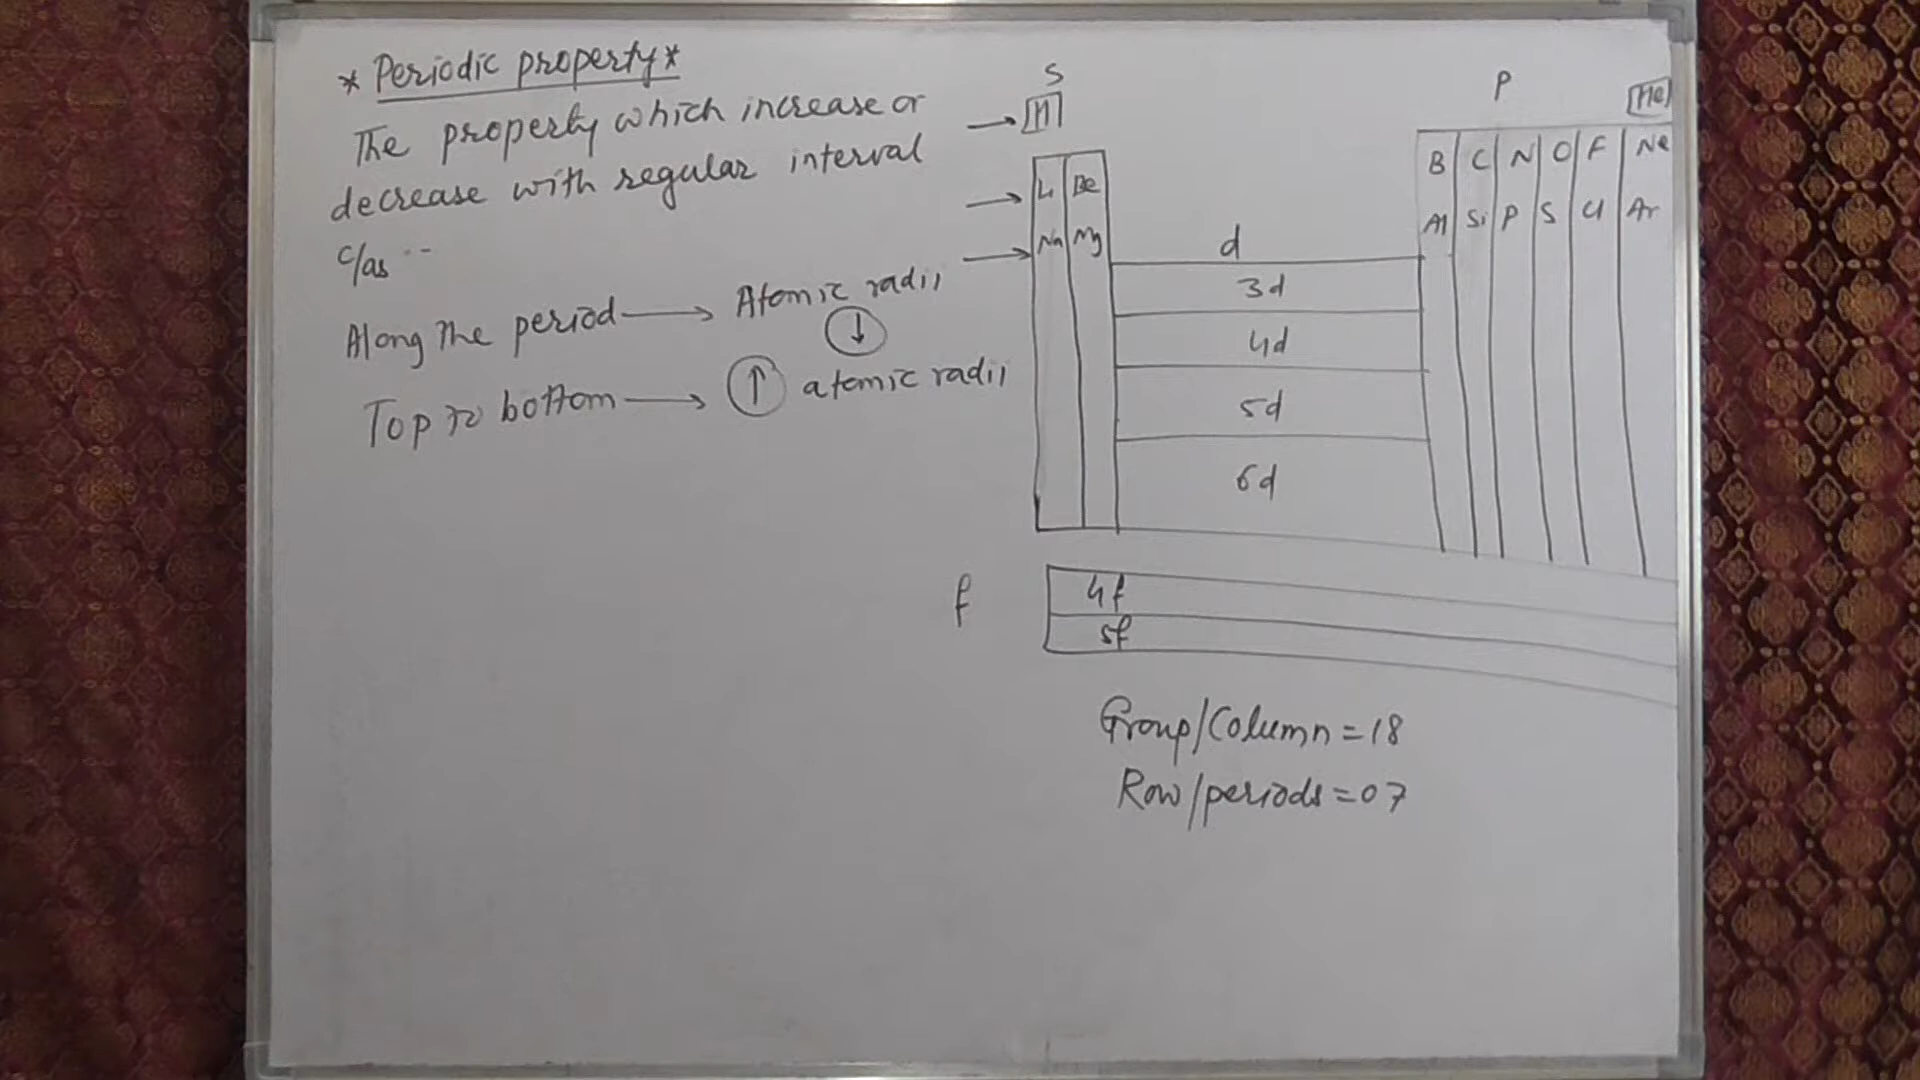 * Periodic property *
The property which increase or
decrease with regular interval
c/as --
Along the period → Atomic radii
↓
Top to bottom → ↑ atomic radii
S
H
Li Be
Na Mg
d
3d
4d
5d
6d
P
He
B C N O F Ne
Al Si P S Cl Ar
f
4f
5f
Group/Column = 18
Row/periods = 07